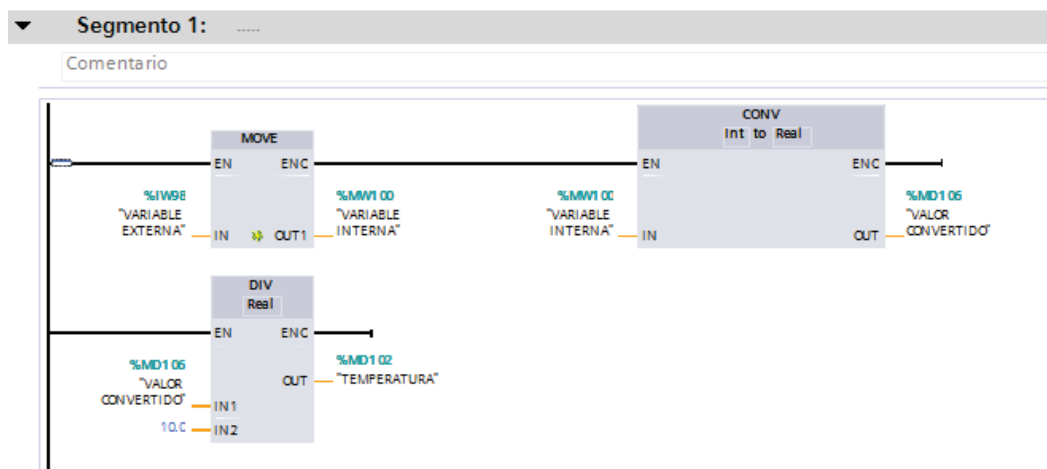 Segmento 1: .....
Comentario
MOVE
EN ENO
%IW98
"VARIABLE
EXTERNA"
IN OUT1
%MW100
"VARIABLE
INTERNA"
CONV
Int to Real
EN ENO
%MW100
"VARIABLE
INTERNA"
IN OUT
%MD106
"VALOR
CONVERTIDO"
DIV
Real
EN ENO
%MD106
"VALOR
CONVERTIDO"
IN1
10.0
IN2
OUT
%MD102
"TEMPERATURA"